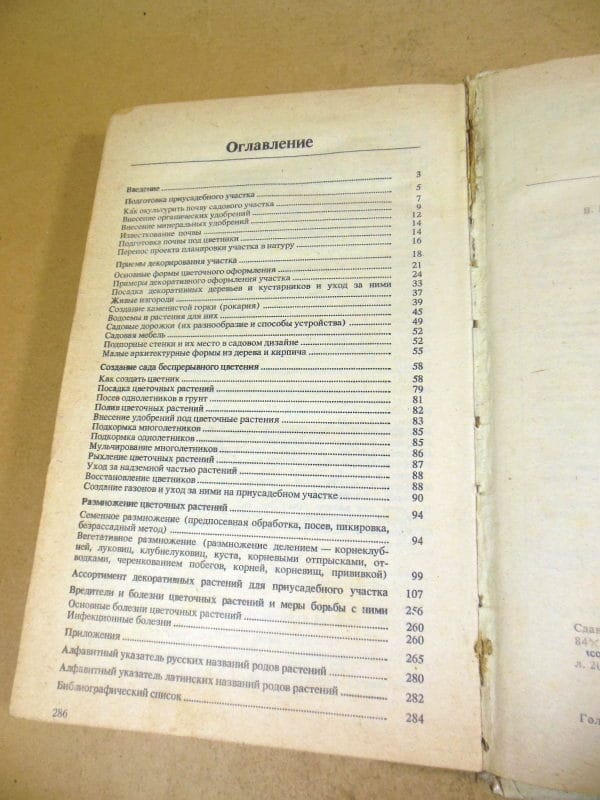 Оглавление
Введение 3
Подготовка приусадебного участка 5
Как окультурить почву садового участка 7
Внесение органических удобрений 9
Внесение минеральных удобрений 12
Известкование почвы 14
Подготовка почвы под цветники 14
Перенос проекта планировки участка в натуру 16
Приемы декорирования участка 18
Основные формы цветочного оформления 21
Примеры декоративного оформления участка 24
Посадка декоративных деревьев и кустарников и уход за ними 33
Живые изгороди 37
Создание каменистой горки (рокария) 39
Водоемы и растения для них 45
Садовые дорожки (их разнообразие и способы устройства) 49
Садовая мебель 52
Подпорные стенки и их место в садовом дизайне 52
Малые архитектурные формы из дерева и кирпича 55
Создание сада беспрерывного цветения 58
Как создать цветник 58
Посадка цветочных растений 79
Посев однолетников в грунт 81
Полив цветочных растений 82
Внесение удобрений под цветочные растения 83
Подкормка многолетников 85
Подкормка однолетников 85
Мульчирование многолетников 86
Рыхление цветочных растений 87
Уход за надземной частью растений 88
Восстановление цветников 88
Создание газонов и уход за ними на приусадебном участке 90
Размножение цветочных растений 94
Семенное размножение (предпосевная обработка, посев, пикировка,
безрассадный метод) 94
Вегетативное размножение (размножение делением — корнеклуб-
ней, луковиц, клубнелуковиц, куста, корневыми отпрысками, от-
водками, черенкованием побегов, корней, корневищ, прививкой) 99
Ассортимент декоративных растений для приусадебного участка 107
Вредители и болезни цветочных растений и меры борьбы с ними 256
Основные болезни цветочных растений 260
Инфекционные болезни 260
Приложения 265
Алфавитный указатель русских названий родов растений 280
Алфавитный указатель латинских названий родов растений 282
Библиографический список 284
286
Слав
84×
л. 20
Гол